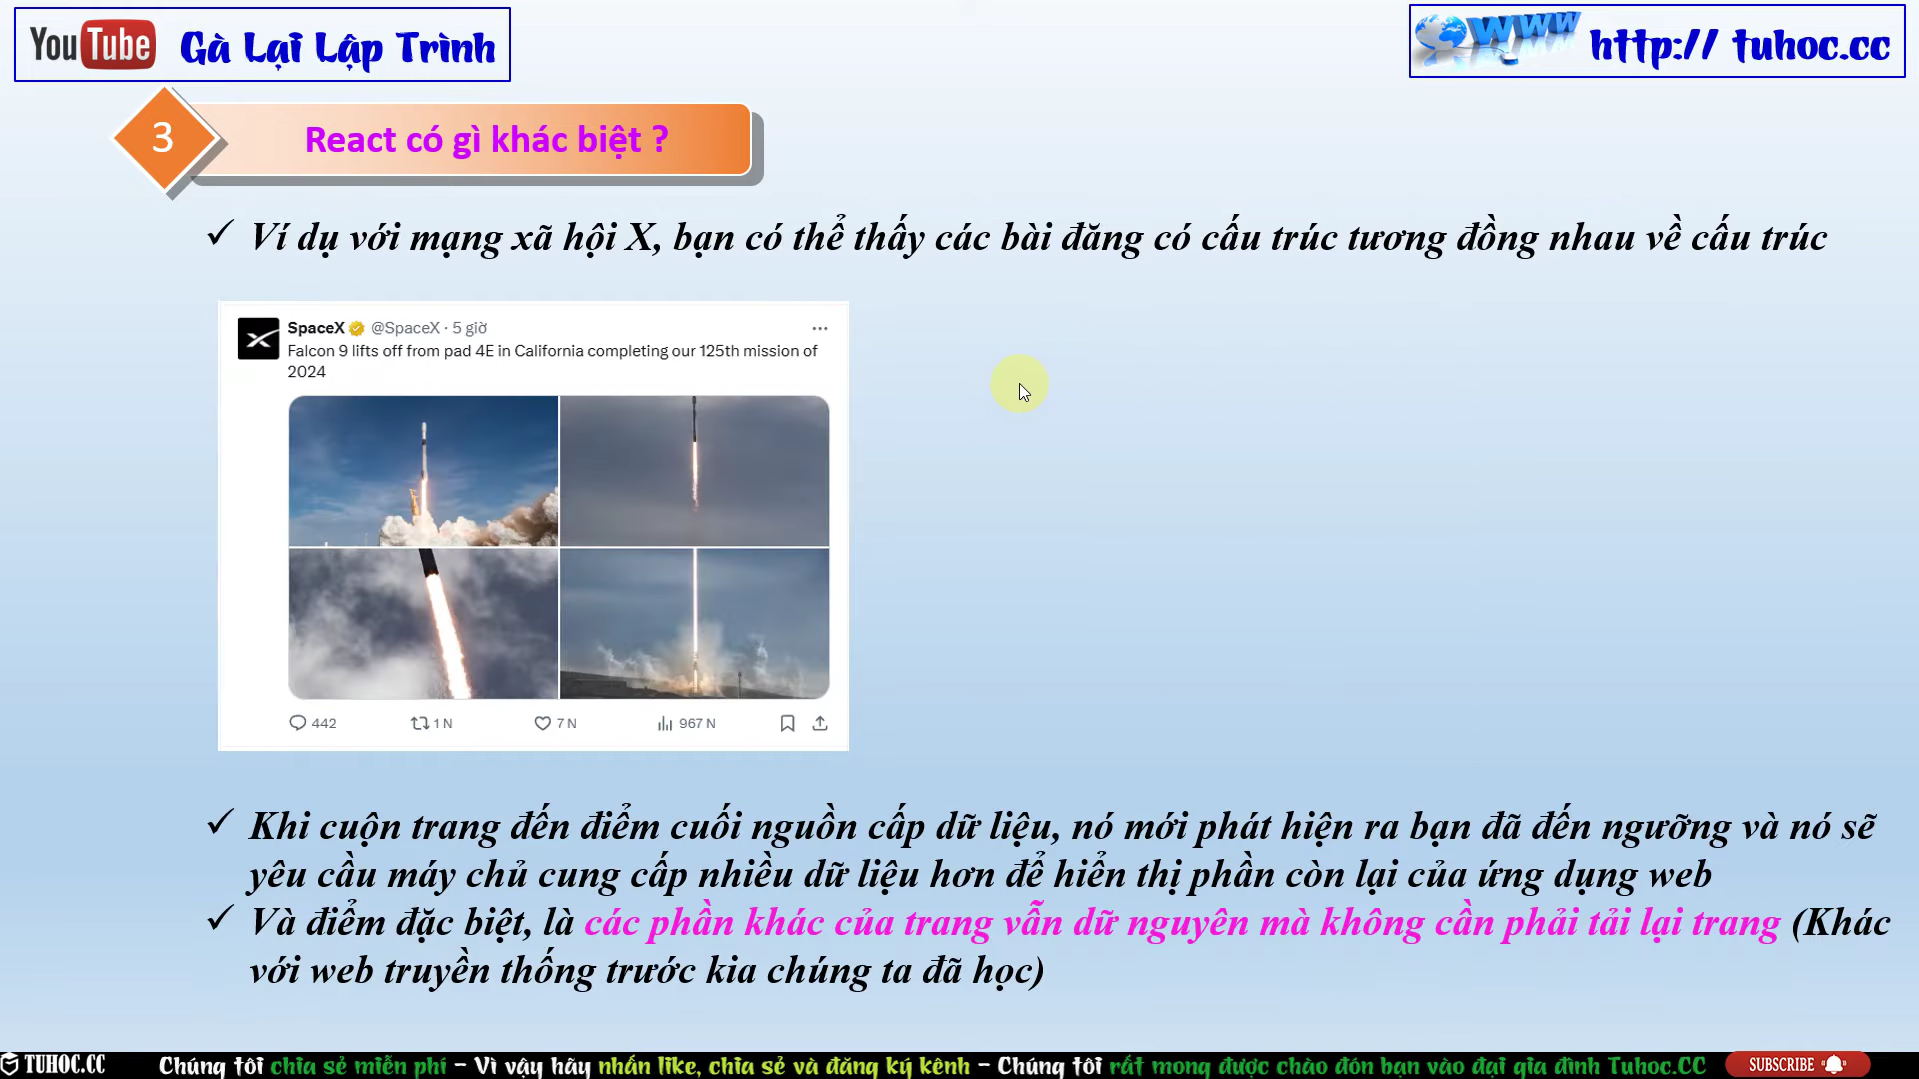 YouTube Gà Lại Lập Trình
WWW http:// tuhoc.cc
3
React có gì khác biệt ?
✓ Ví dụ với mạng xã hội X, bạn có thể thấy các bài đăng có cấu trúc tương đồng nhau về cấu trúc
SpaceX @SpaceX · 5 giờ
Falcon 9 lifts off from pad 4E in California completing our 125th mission of
2024
442 1 N 7 N 967 N
✓ Khi cuộn trang đến điểm cuối nguồn cấp dữ liệu, nó mới phát hiện ra bạn đã đến ngưỡng và nó sẽ
yêu cầu máy chủ cung cấp nhiều dữ liệu hơn để hiển thị phần còn lại của ứng dụng web
✓ Và điểm đặc biệt, là các phần khác của trang vẫn dữ nguyên mà không cần phải tải lại trang (Khác
với web truyền thống trước kia chúng ta đã học)
TUHOC.CC Chúng tôi chia sẻ miễn phí – Vì vậy hãy nhấn like, chia sẻ và đăng ký kênh – Chúng tôi rất mong được chào đón bạn vào đại gia đình Tuhoc.CC SUBSCRIBE